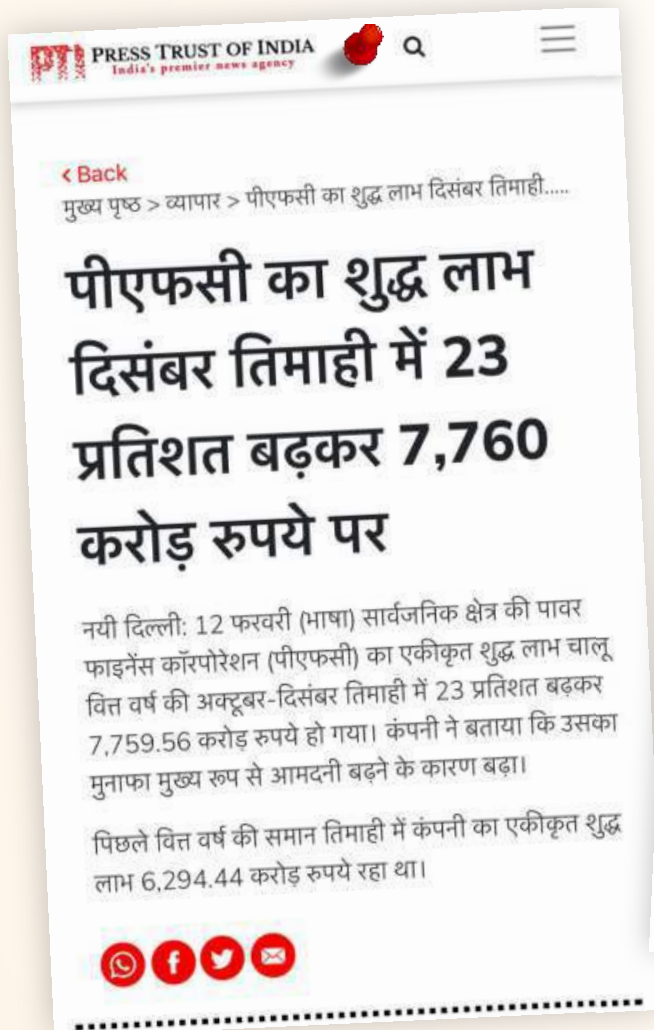 PTI PRESS TRUST OF INDIA
India's premier news agency
< Back
मुख्य पृष्ठ > व्यापार > पीएफसी का शुद्ध लाभ दिसंबर तिमाही.....
पीएफसी का शुद्ध लाभ
दिसंबर तिमाही में 23
प्रतिशत बढ़कर 7,760
करोड़ रुपये पर
नयी दिल्ली: 12 फरवरी (भाषा) सार्वजनिक क्षेत्र की पावर
फाइनेंस कॉरपोरेशन (पीएफसी) का एकीकृत शुद्ध लाभ चालू
वित्त वर्ष की अक्टूबर-दिसंबर तिमाही में 23 प्रतिशत बढ़कर
7,759.56 करोड़ रुपये हो गया। कंपनी ने बताया कि उसका
मुनाफा मुख्य रूप से आमदनी बढ़ने के कारण बढ़ा।
पिछले वित्त वर्ष की समान तिमाही में कंपनी का एकीकृत शुद्ध
लाभ 6,294.44 करोड़ रुपये रहा था।